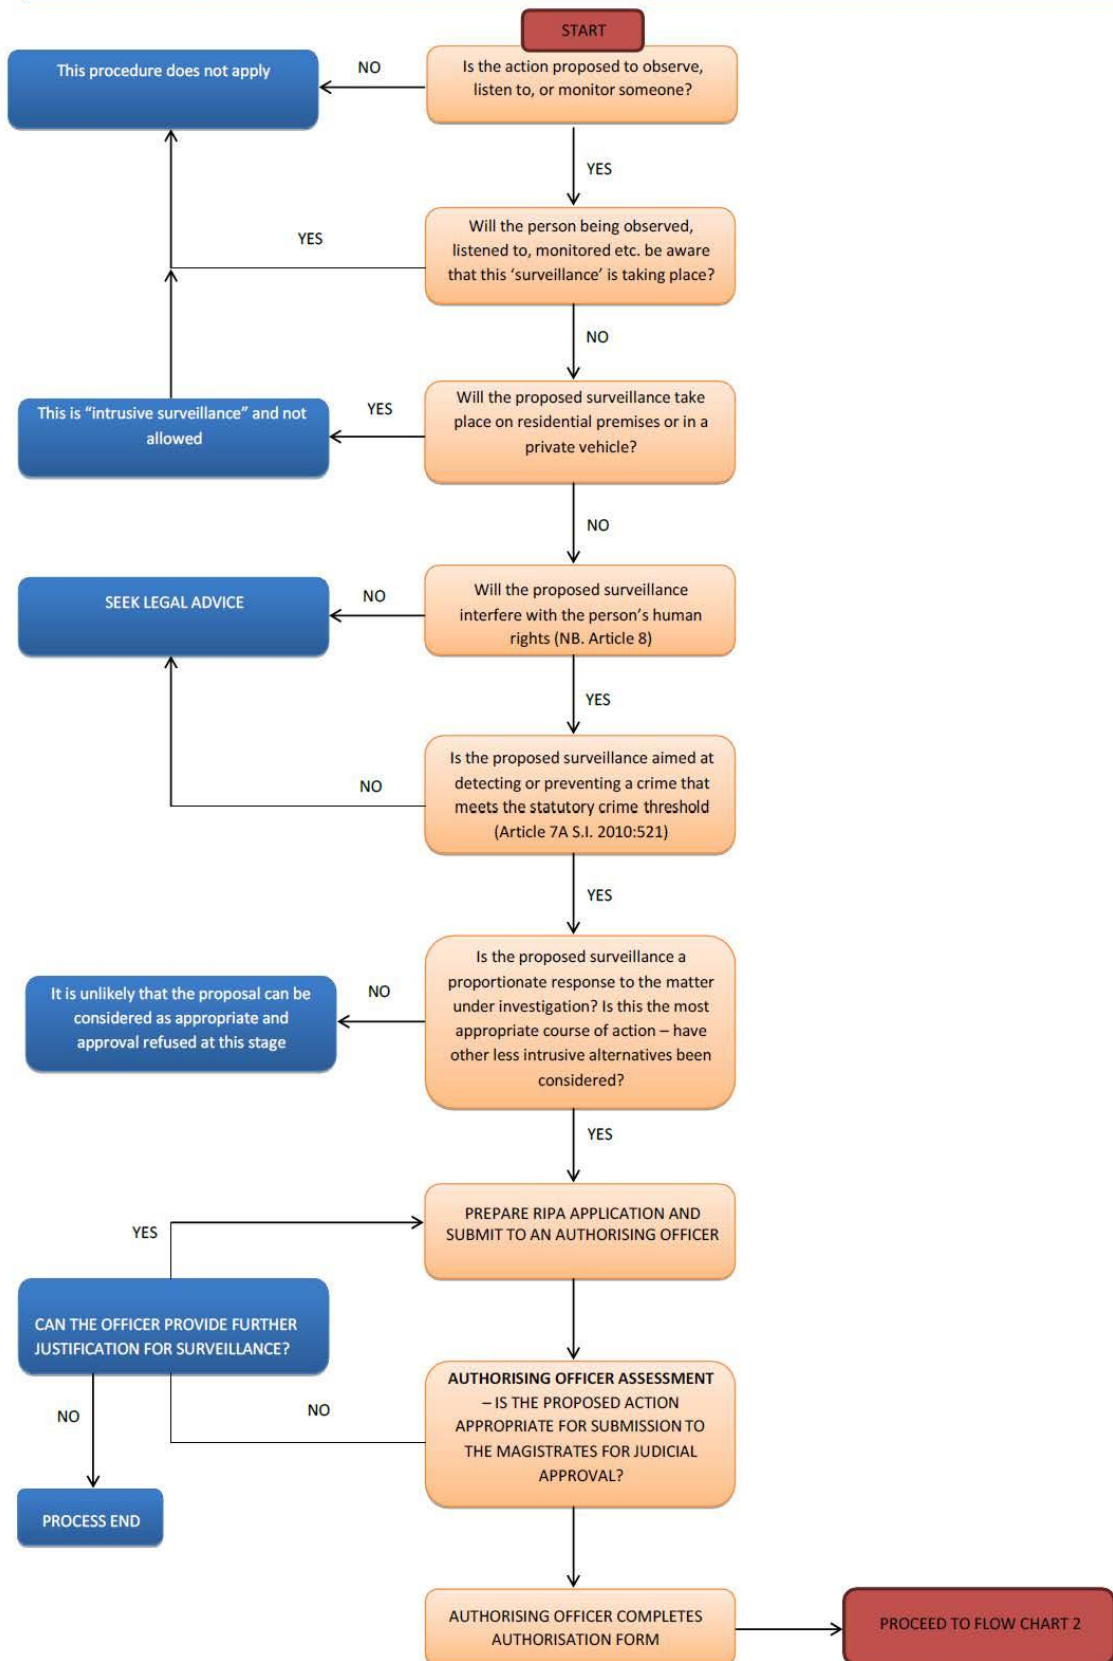 START
This procedure does not apply
NO
Is the action proposed to observe,
listen to, or monitor someone?
YES
Will the person being observed,
listened to, monitored etc. be aware
that this ‘surveillance’ is taking place?
YES
NO
This is “intrusive surveillance” and not
allowed
YES
Will the proposed surveillance take
place on residential premises or in a
private vehicle?
NO
SEEK LEGAL ADVICE
NO
Will the proposed surveillance
interfere with the person’s human
rights (NB. Article 8)
YES
Is the proposed surveillance aimed at
detecting or preventing a crime that
meets the statutory crime threshold
(Article 7A S.I. 2010:521)
NO
YES
It is unlikely that the proposal can be
considered as appropriate and
approval refused at this stage
NO
Is the proposed surveillance a
proportionate response to the matter
under investigation? Is this the most
appropriate course of action – have
other less intrusive alternatives been
considered?
YES
PREPARE RIPA APPLICATION AND
SUBMIT TO AN AUTHORISING OFFICER
YES
CAN THE OFFICER PROVIDE FURTHER
JUSTIFICATION FOR SURVEILLANCE?
NO
NO
AUTHORISING OFFICER ASSESSMENT
– IS THE PROPOSED ACTION
APPROPRIATE FOR SUBMISSION TO
THE MAGISTRATES FOR JUDICIAL
APPROVAL?
PROCESS END
AUTHORISING OFFICER COMPLETES
AUTHORISATION FORM
PROCEED TO FLOW CHART 2